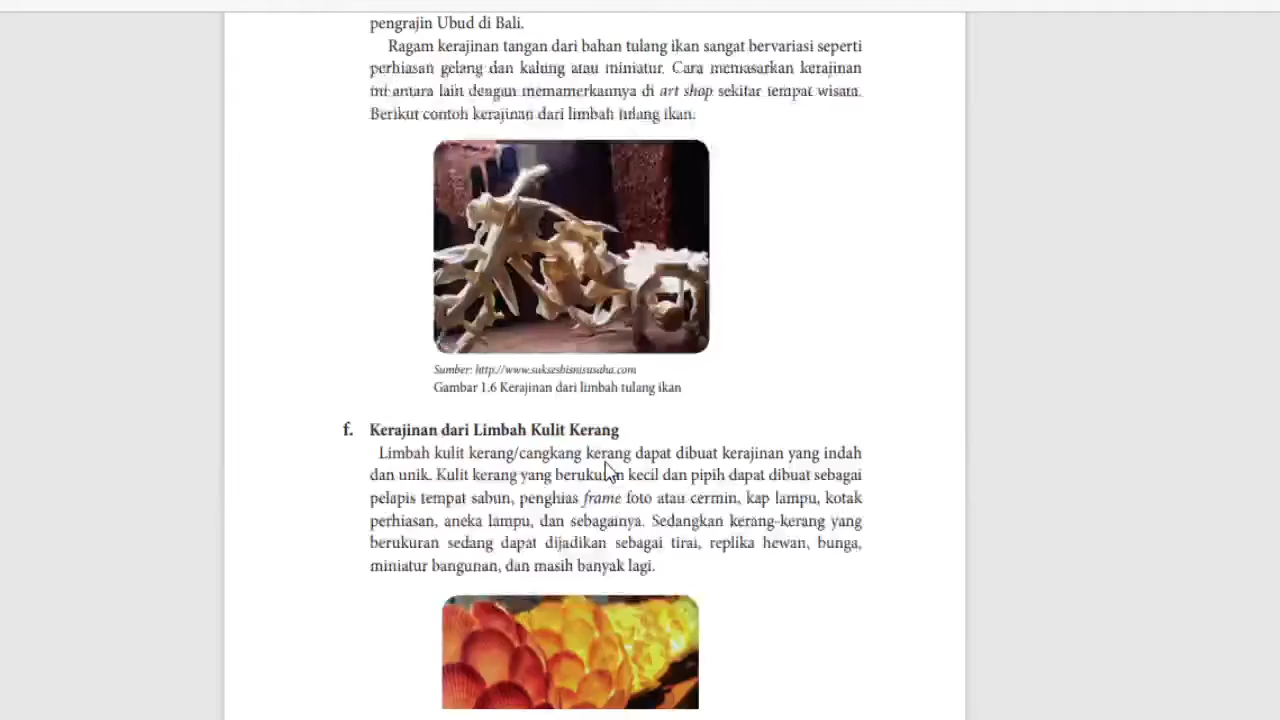 pengrajin Ubud di Bali.
Ragam kerajinan tangan dari bahan tulang ikan sangat bervariasi seperti
perhiasan gelang dan kalung atau miniatur. Cara memasarkan kerajinan
ini antara lain dengan memamerkannya di art shop sekitar tempat wisata.
Berikut contoh kerajinan dari limbah tulang ikan.
Sumber: http://www.suksesbisnisusaha.com
Gambar 1.6 Kerajinan dari limbah tulang ikan
f. Kerajinan dari Limbah Kulit Kerang
Limbah kulit kerang/cangkang kerang dapat dibuat kerajinan yang indah
dan unik. Kulit kerang yang berukuran kecil dan pipih dapat dibuat sebagai
pelapis tempat sabun, penghias frame foto atau cermin, kap lampu, kotak
perhiasan, aneka lampu, dan sebagainya. Sedangkan kerang-kerang yang
berukuran sedang dapat dijadikan sebagai tirai, replika hewan, bunga,
miniatur bangunan, dan masih banyak lagi.